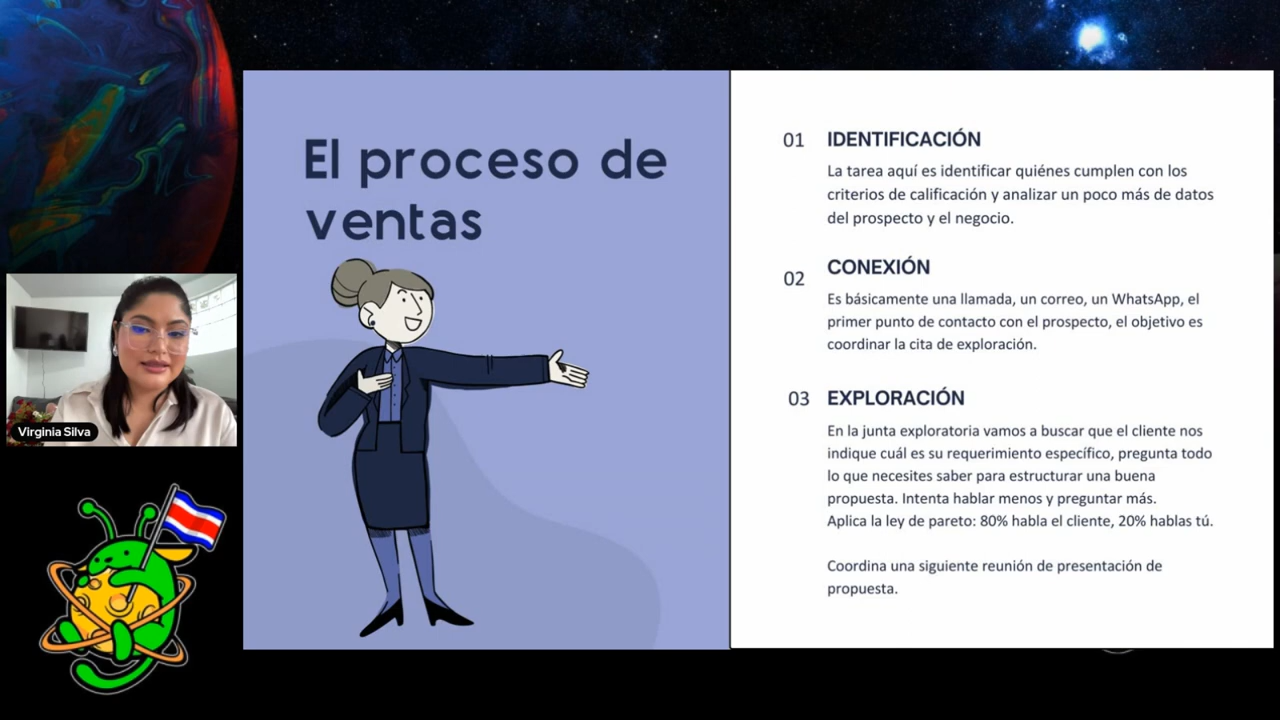 El proceso de
ventas
01 IDENTIFICACIÓN
La tarea aquí es identificar quiénes cumplen con los
criterios de calificación y analizar un poco más de datos
del prospecto y el negocio.
02 CONEXIÓN
Es básicamente una llamada, un correo, un WhatsApp, el
primer punto de contacto con el prospecto, el objetivo es
coordinar la cita de exploración.
03 EXPLORACIÓN
En la junta exploratoria vamos a buscar que el cliente nos
indique cuál es su requerimiento específico, pregunta todo
lo que necesites saber para estructurar una buena
propuesta. Intenta hablar menos y preguntar más.
Aplica la ley de pareto: 80% habla el cliente, 20% hablas tú.
Coordina una siguiente reunión de presentación de
propuesta.
Virginia Silva